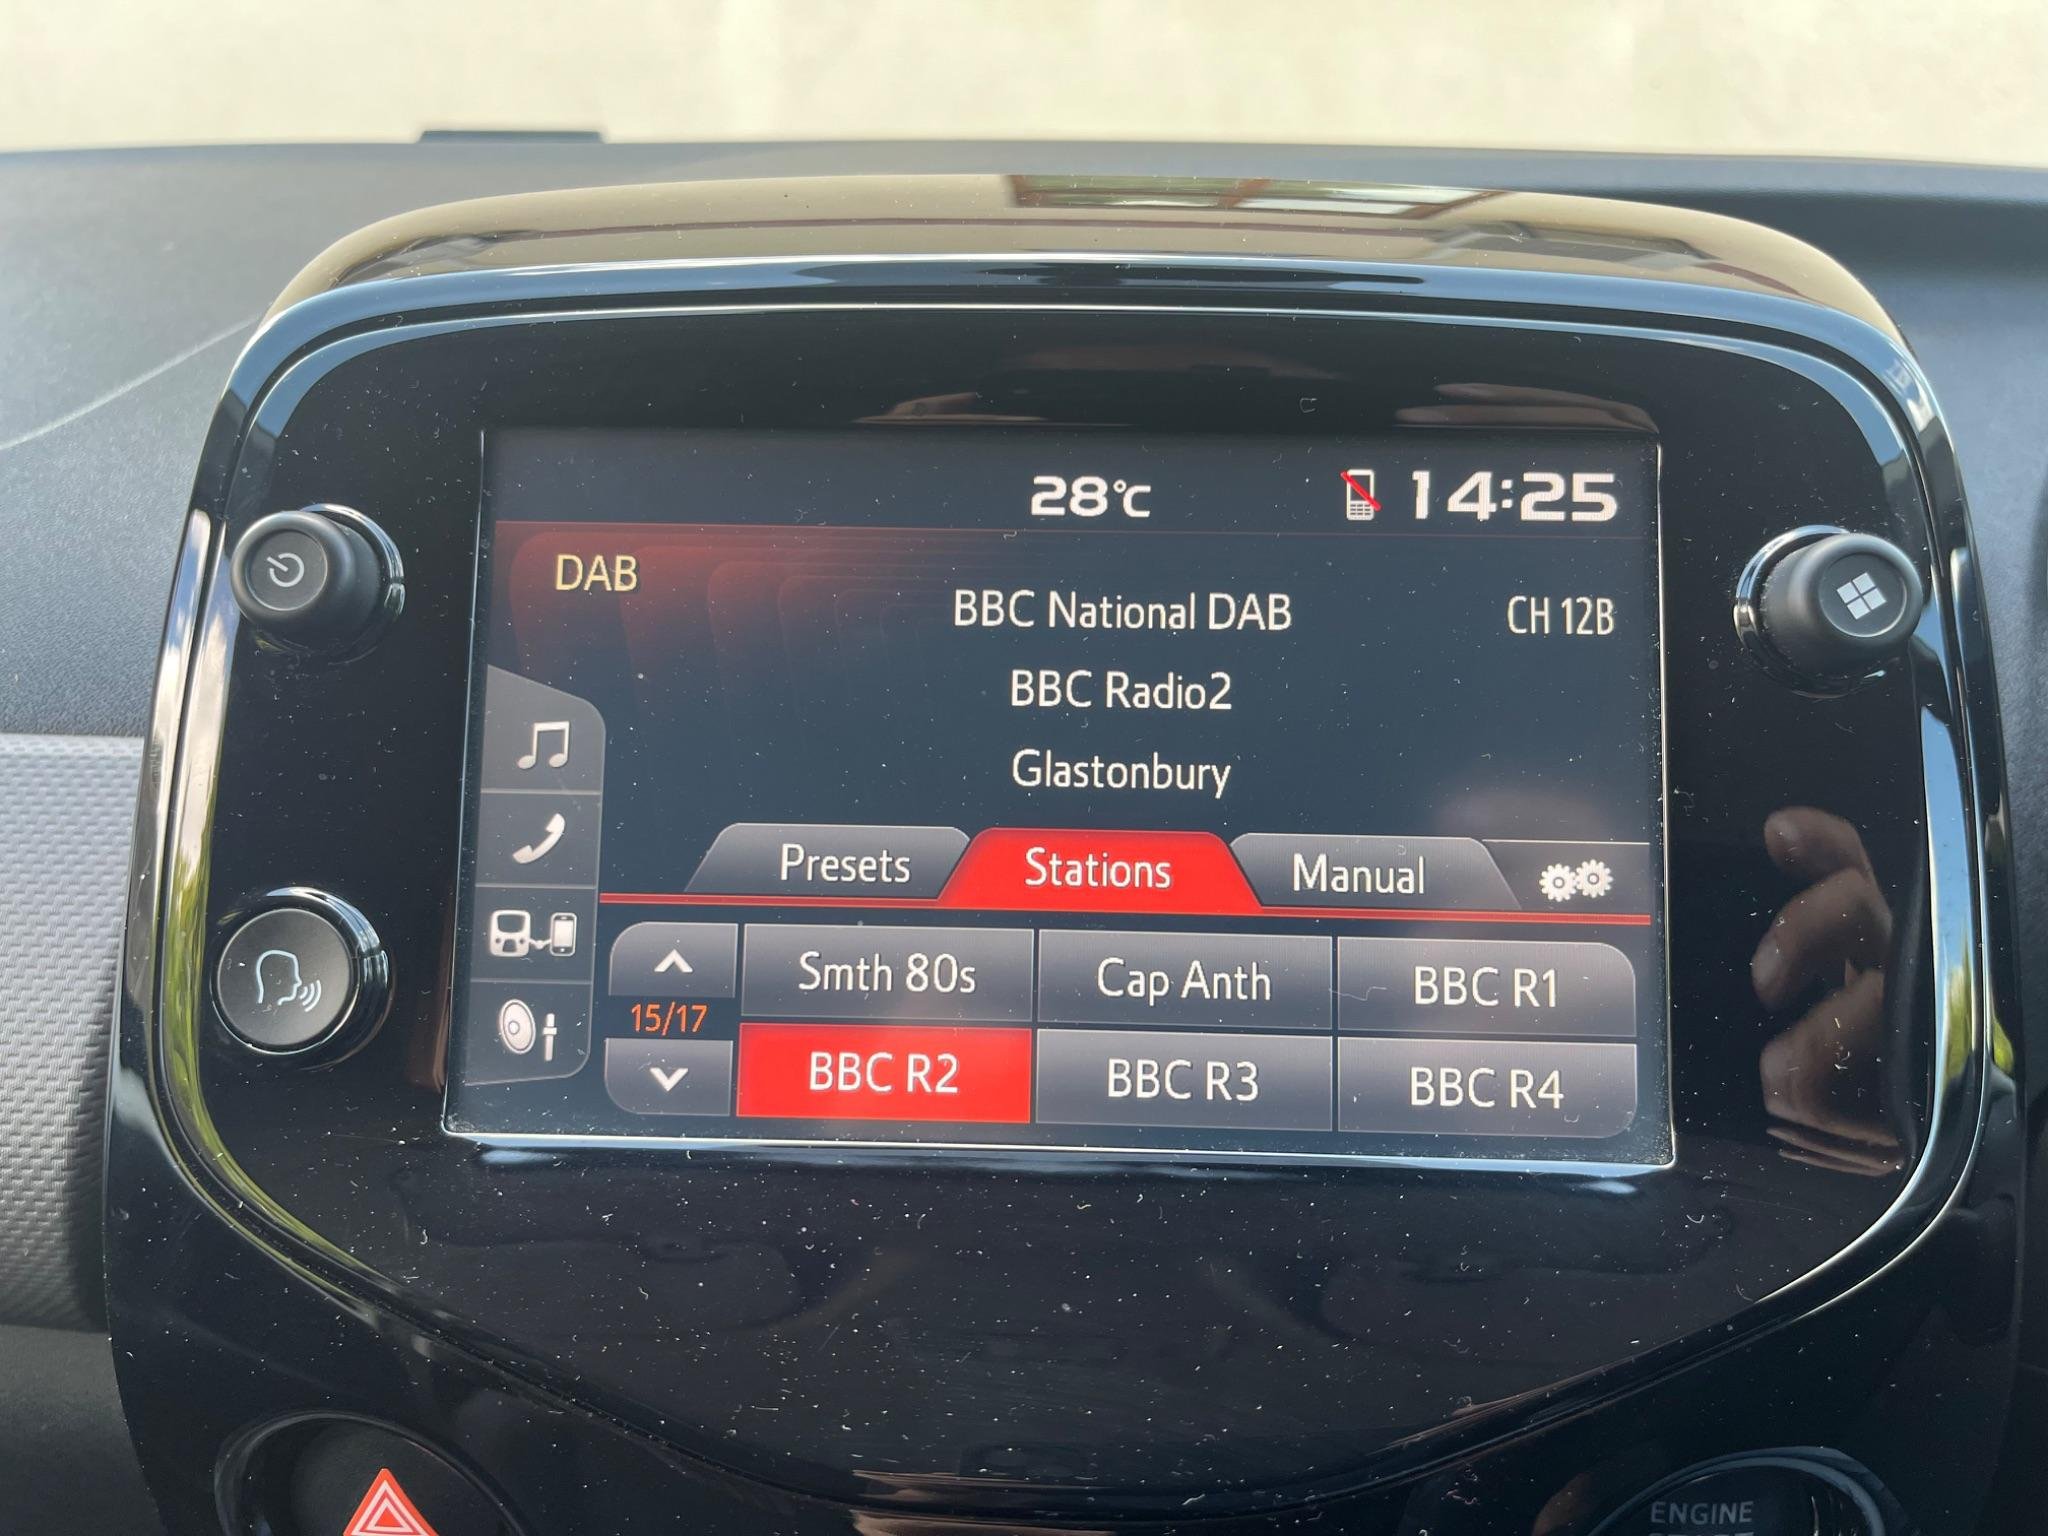 28°C 14:25
DAB
BBC National DAB CH 12B
BBC Radio2
Glastonbury
Presets Stations Manual
Smth 80s Cap Anth BBC R1
15/17
BBC R2 BBC R3 BBC R4
ENGINE